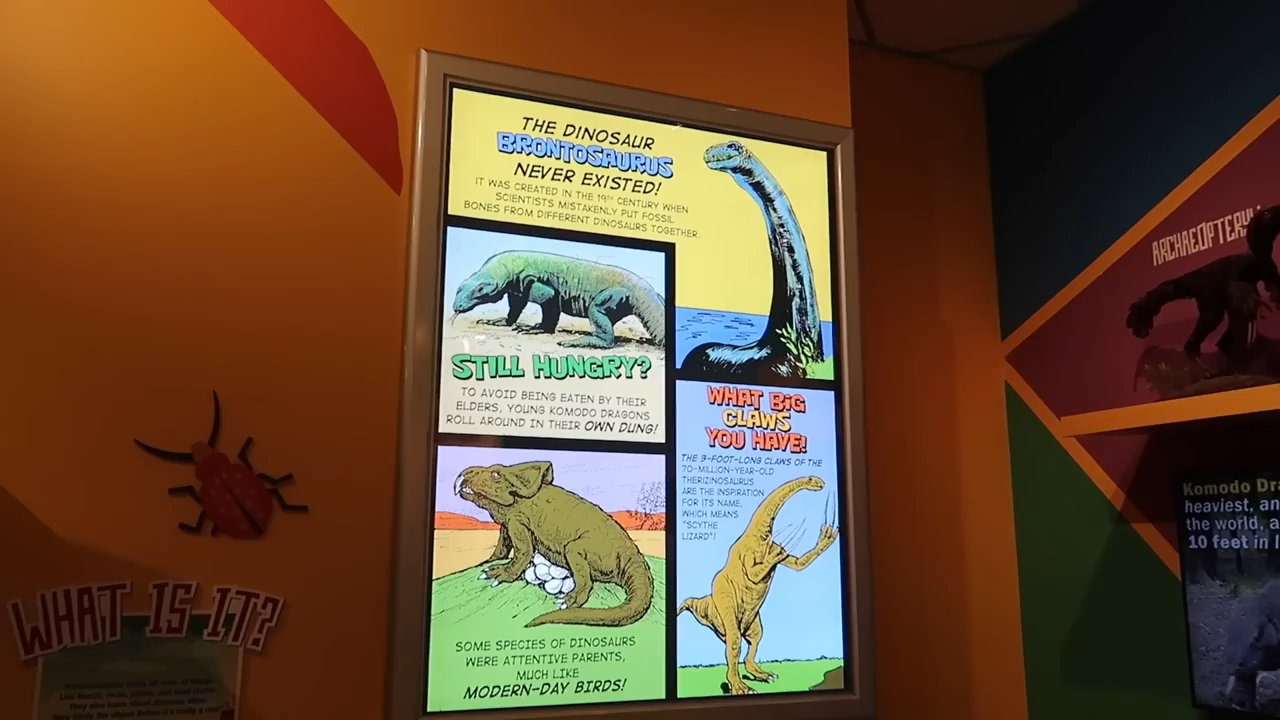 THE DINOSAUR
BRONTOSAURUS
NEVER EXISTED!
IT WAS CREATED IN THE 19TH CENTURY WHEN
SCIENTISTS MISTAKENLY PUT FOSSIL
BONES FROM DIFFERENT DINOSAURS TOGETHER.
STILL HUNGRY?
TO AVOID BEING EATEN BY THEIR
ELDERS, YOUNG KOMODO DRAGONS
ROLL AROUND IN THEIR OWN DUNG!
WHAT BIG
CLAWS
YOU HAVE!
THE 3-FOOT-LONG CLAWS OF THE
70-MILLION-YEAR-OLD
THERIZINOSAURUS
ARE THE INSPIRATION
FOR ITS NAME,
WHICH MEANS
"SCYTHE
LIZARD"!
SOME SPECIES OF DINOSAURS
WERE ATTENTIVE PARENTS,
MUCH LIKE
MODERN-DAY BIRDS!
WHAT IS IT?
ARCHAEOPTERY
Komodo Dra
heaviest, an
the world, a
10 feet in l